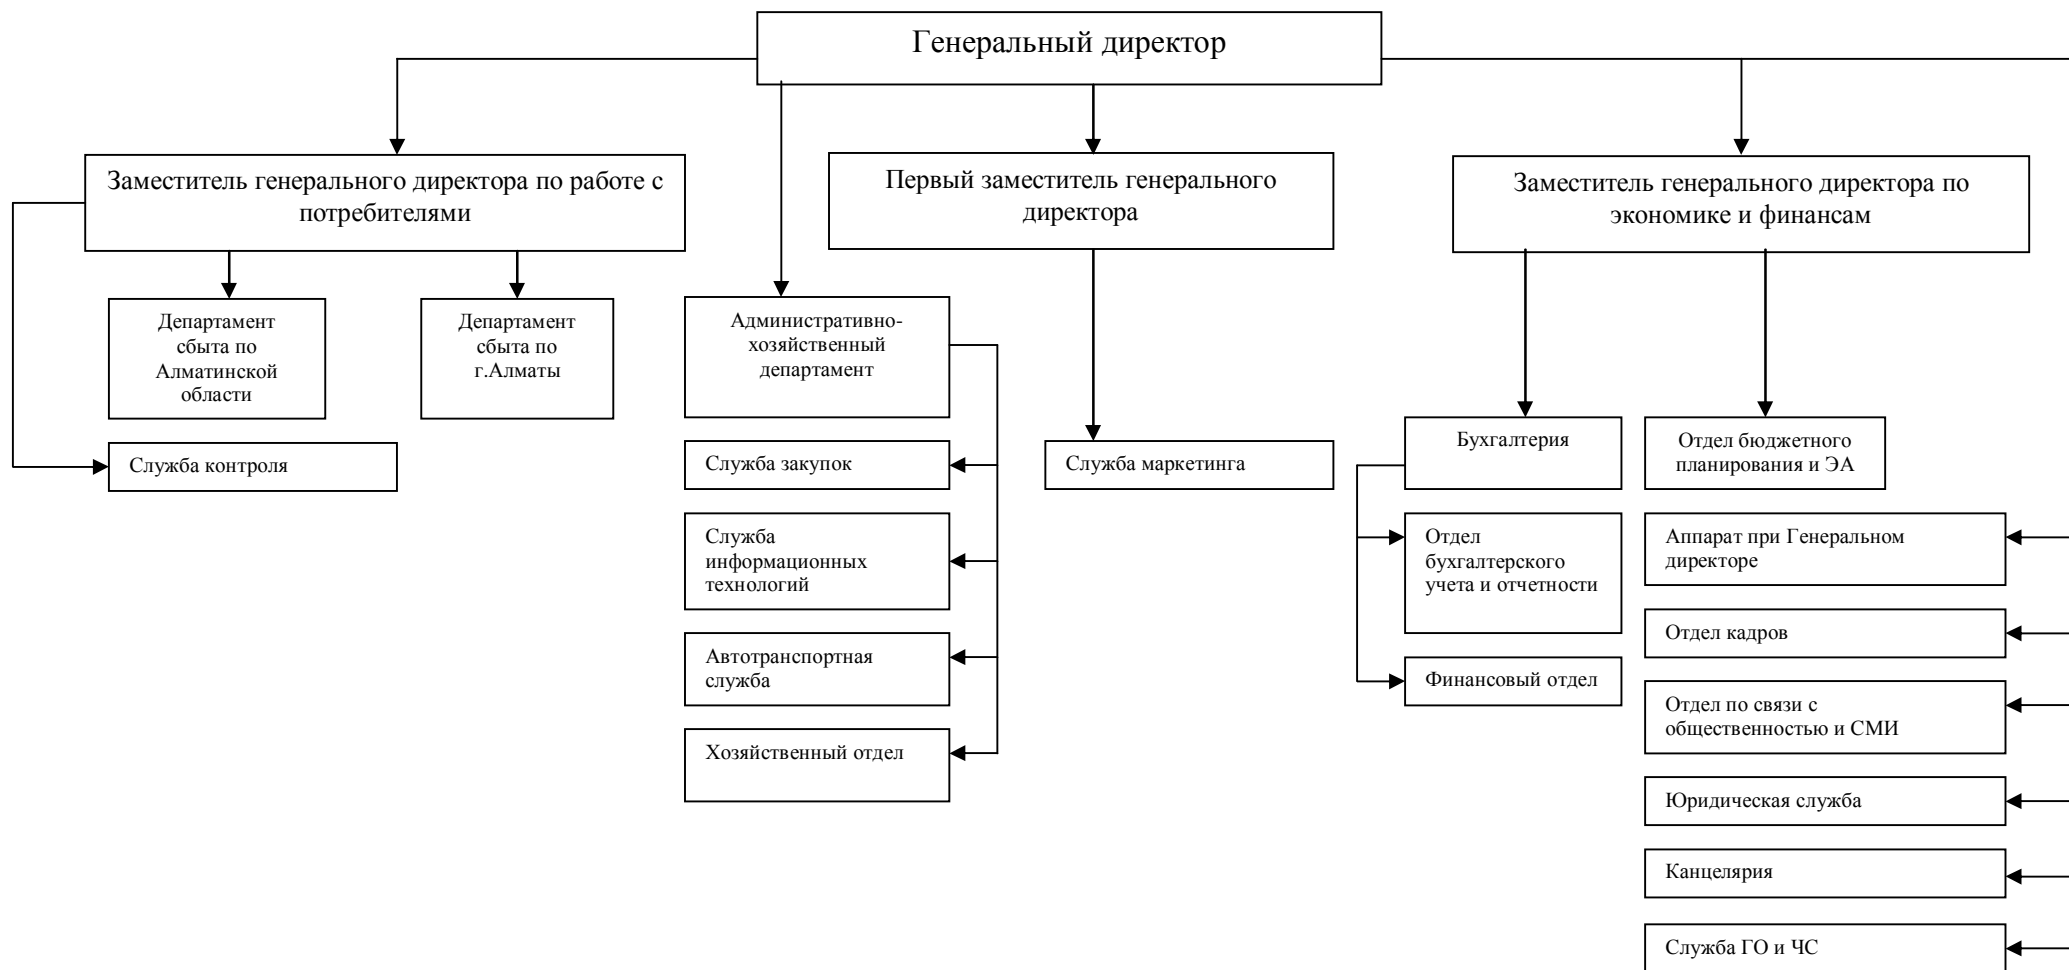 Генеральный директор
Заместитель генерального директора по работе с
потребителями
Первый заместитель генерального
директора
Заместитель генерального директора по
экономике и финансам
Департамент
сбыта по
Алматинской
области
Департамент
сбыта по
г.Алматы
Административно-
хозяйственный
департамент
Служба контроля
Служба закупок
Служба маркетинга
Бухгалтерия
Отдел бюджетного
планирования и ЭА
Служба
информационных
технологий
Отдел
бухгалтерского
учета и отчетности
Аппарат при Генеральном
директоре
Автотранспортная
служба
Отдел кадров
Финансовый отдел
Отдел по связи с
общественностью и СМИ
Хозяйственный отдел
Юридическая служба
Канцелярия
Служба ГО и ЧС